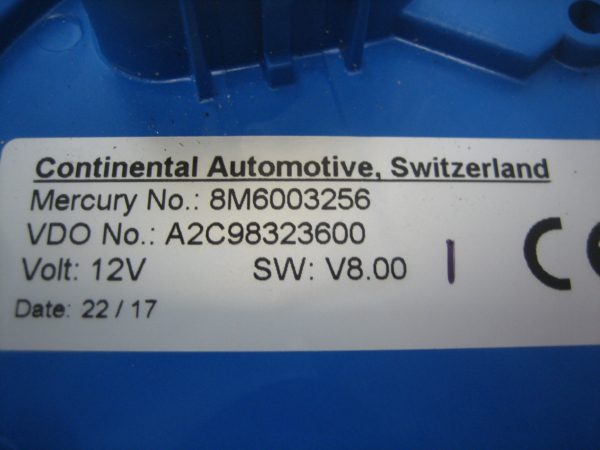 Continental Automotive, Switzerland
Mercury No.: 8M6003256
VDO No.: A2C98323600
Volt: 12V SW: V8.00
CE
Date: 22 / 17